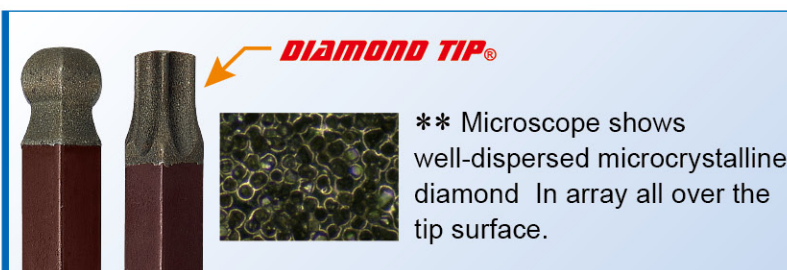 DIAMOND TIP®
** Microscope shows
well-dispersed microcrystalline
diamond In array all over the
tip surface.